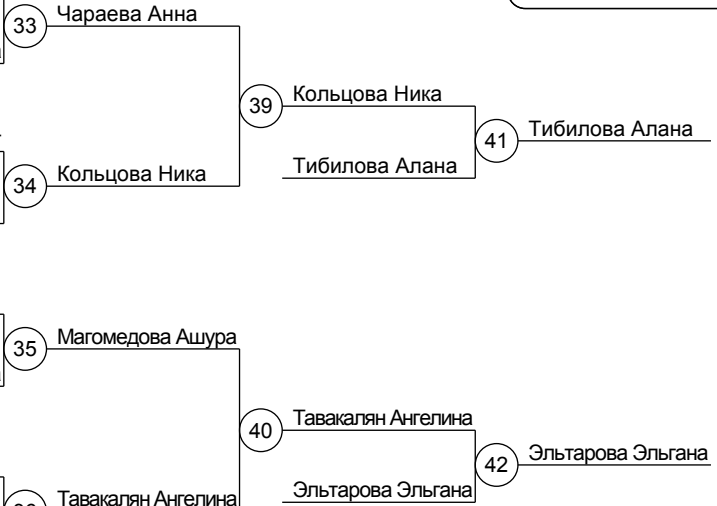 33 Чараева Анна
39 Кольцова Ника
41 Тибилова Алана
Тибилова Алана
34 Кольцова Ника
35 Магомедова Ашура
40 Тавакалян Ангелина
42 Эльтарова Эльгана
Эльтарова Эльгана
Тавакалян Ангелина